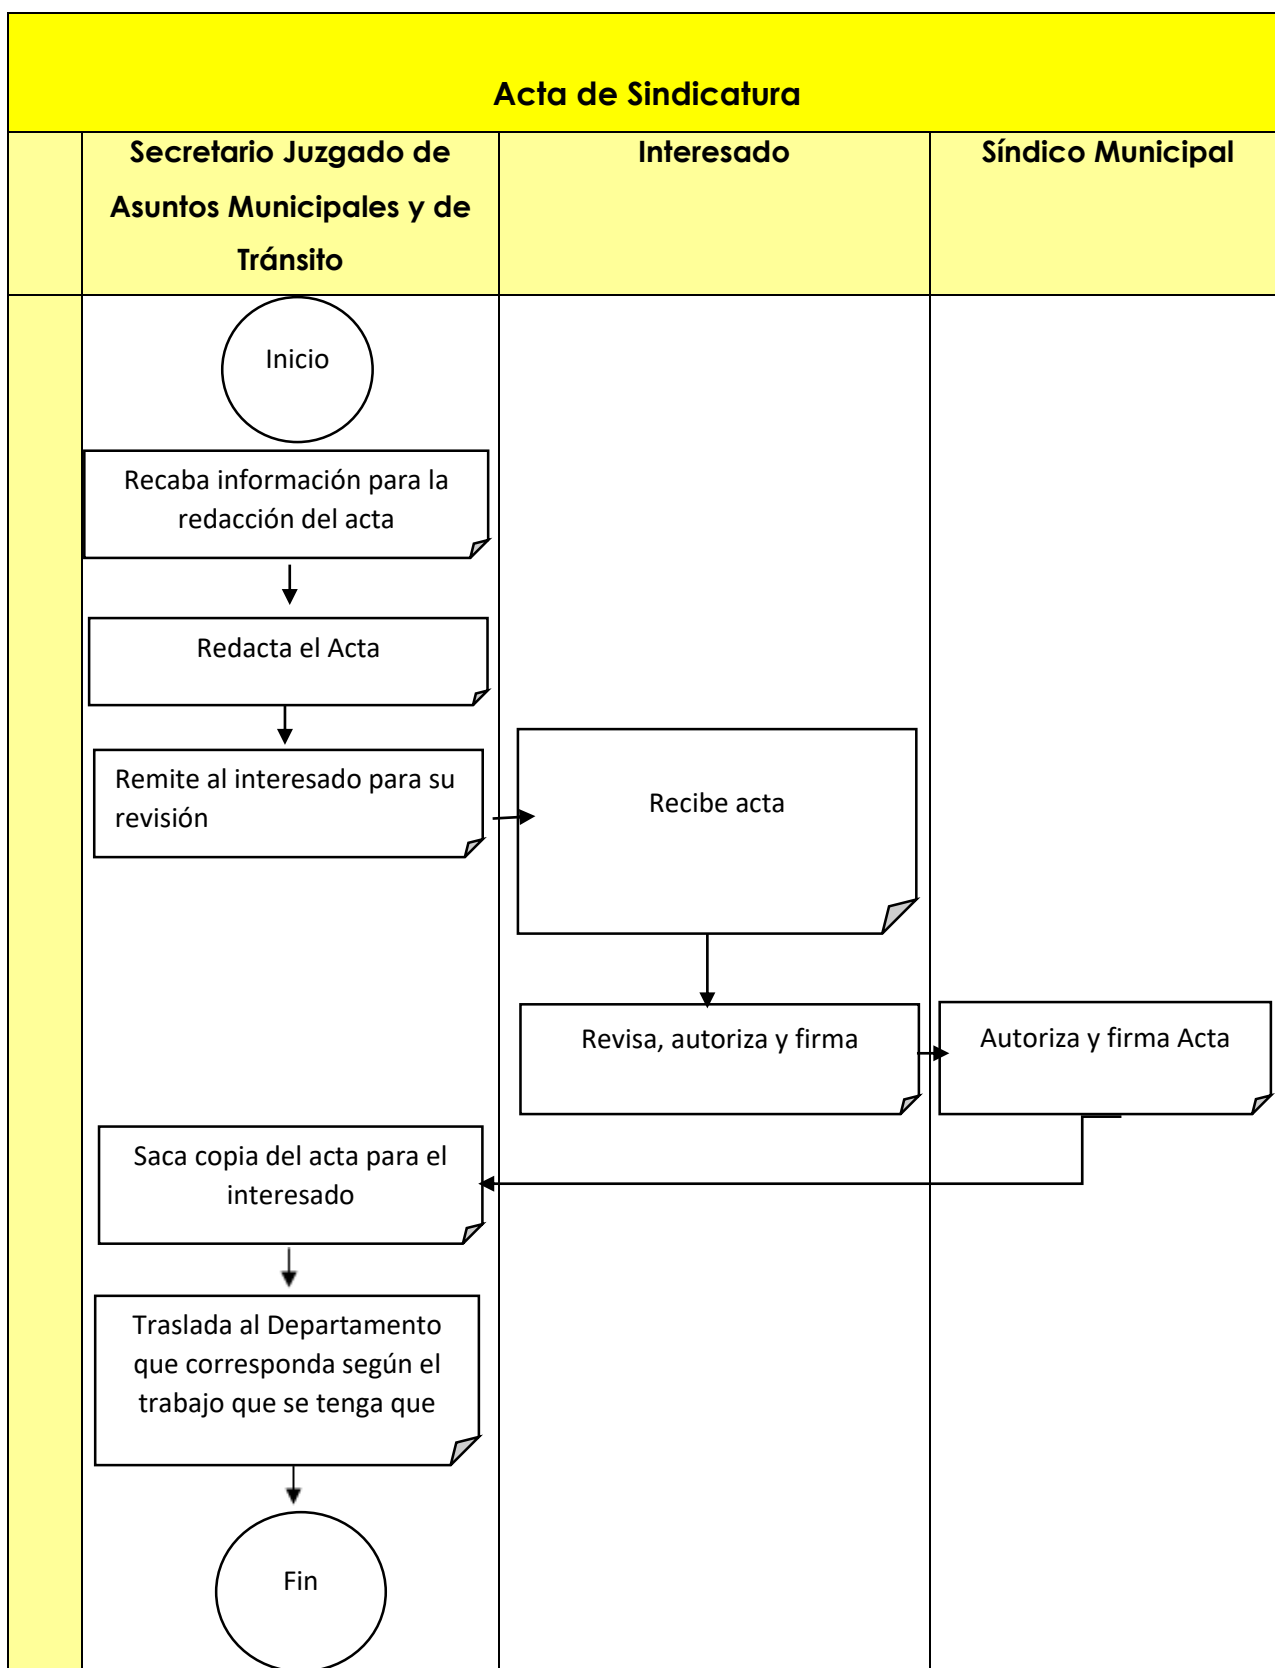 Acta de Sindicatura
Secretario Juzgado de
Asuntos Municipales y de
Tránsito
Interesado
Síndico Municipal
Inicio
Recaba información para la
redacción del acta
Redacta el Acta
Remite al interesado para su
revisión
Recibe acta
Revisa, autoriza y firma
Autoriza y firma Acta
Saca copia del acta para el
interesado
Traslada al Departamento
que corresponda según el
trabajo que se tenga que
Fin